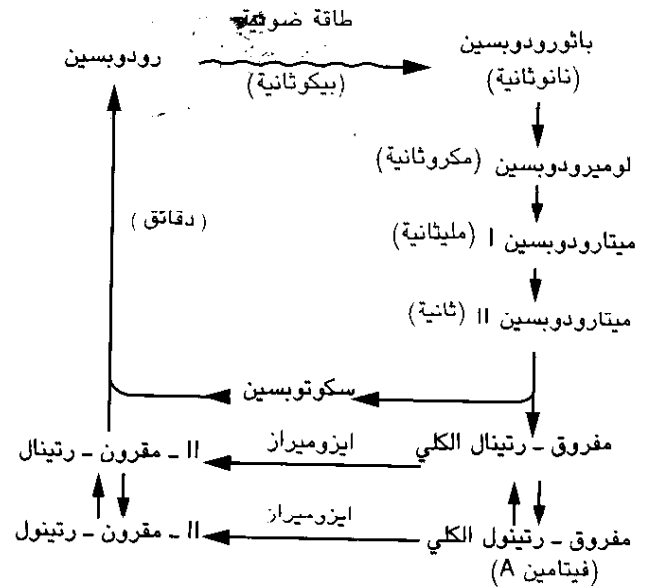 طاقة ضوئية
رودوبسين
(بيكوثانية)
باثورودوبسين
(نانوثانية)
لوميرودوبسين (مكروثانية)
(دقائق)
ميتارودوبسين I (مليثانية)
ميتارودوبسين II (ثانية)
سكوتوبسين
مفروق - رتينال الكلي
ايزوميراز
II - مقرون - رتينال
مفروق - رتينول الكلي
(فيتامين A)
ايزوميراز
II - مقرون - رتينول